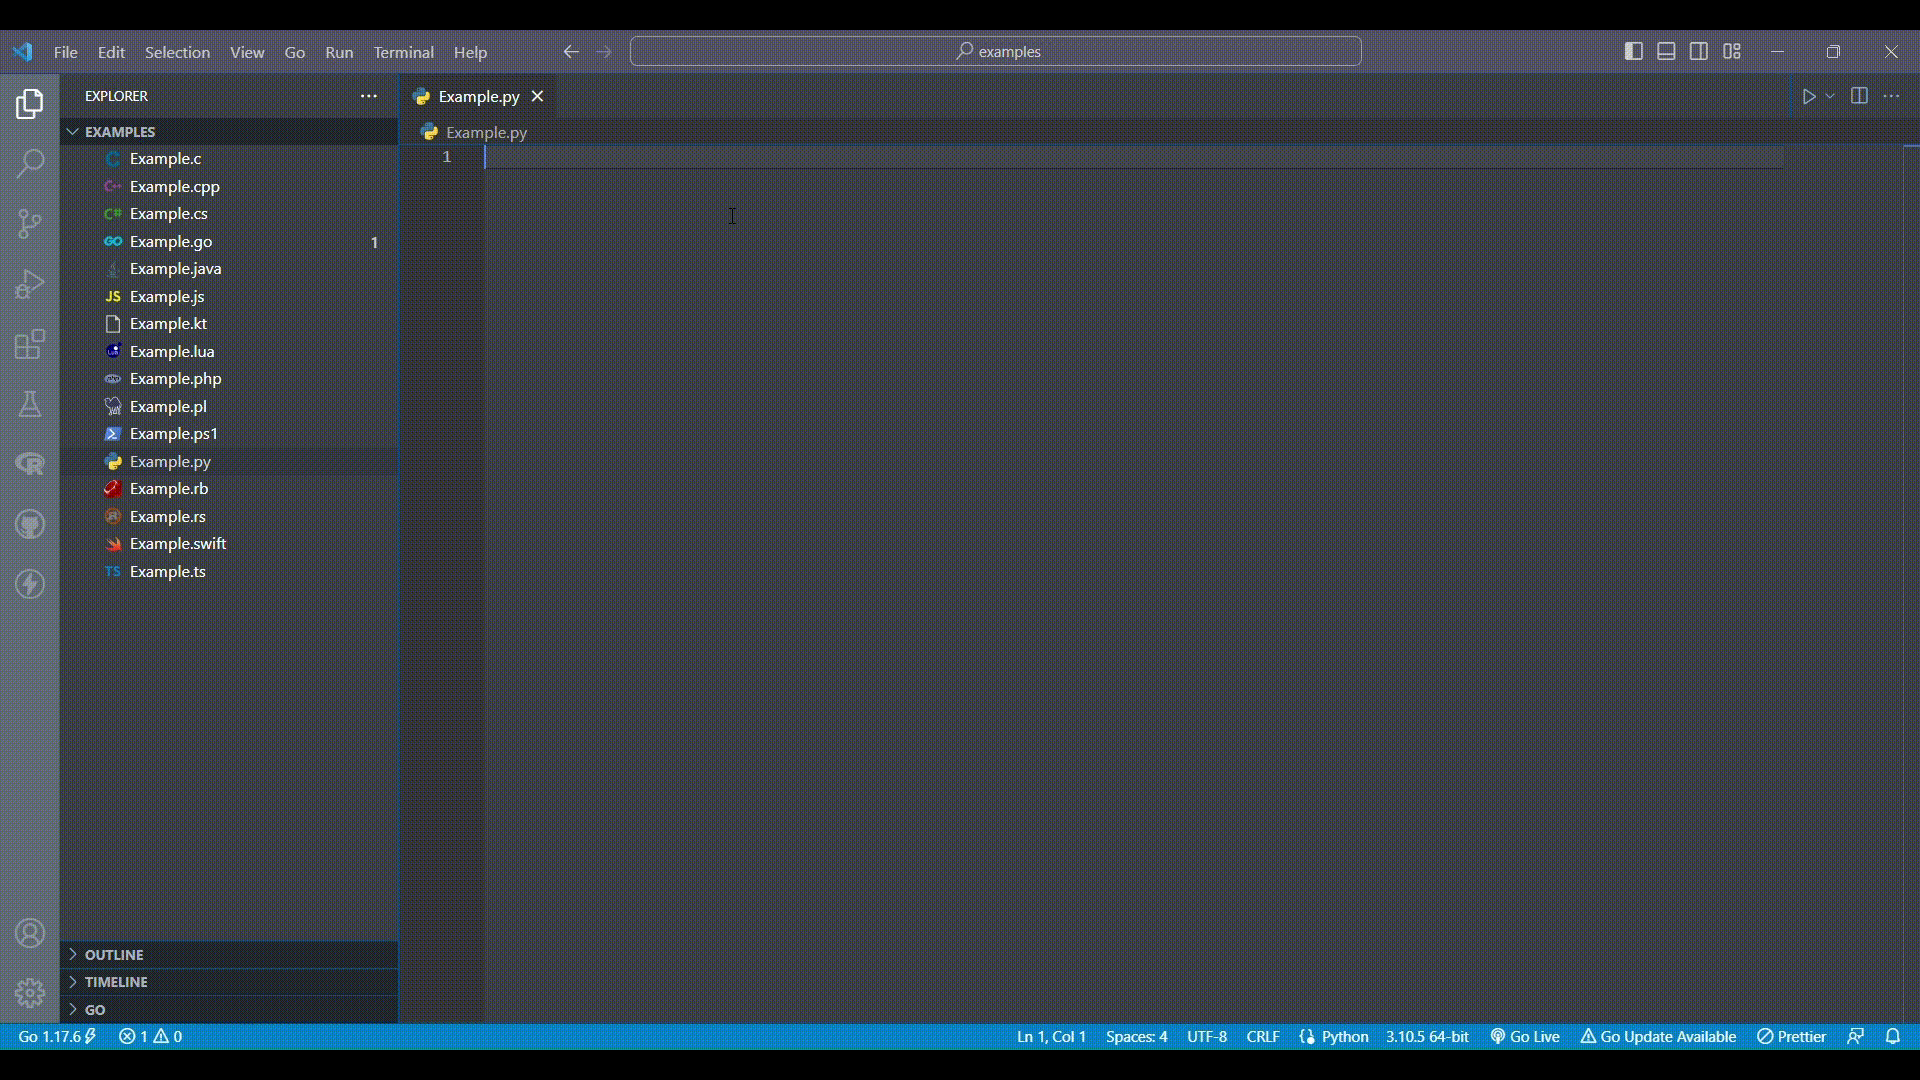 File Edit Selection View Go Run Terminal Help examples
EXPLORER
Example.py
EXAMPLES
Example.py
Example.c
1
C++ Example.cpp
C# Example.cs
GO Example.go 1
Example.java
JS Example.js
Example.kt
Example.lua
php Example.php
Example.pl
Example.ps1
Example.py
Example.rb
Example.rs
Example.swift
TS Example.ts
OUTLINE
TIMELINE
GO
Go 1.17.6 1 0 Ln 1, Col 1 Spaces: 4 UTF-8 CRLF Python 3.10.5 64-bit Go Live Go Update Available Prettier